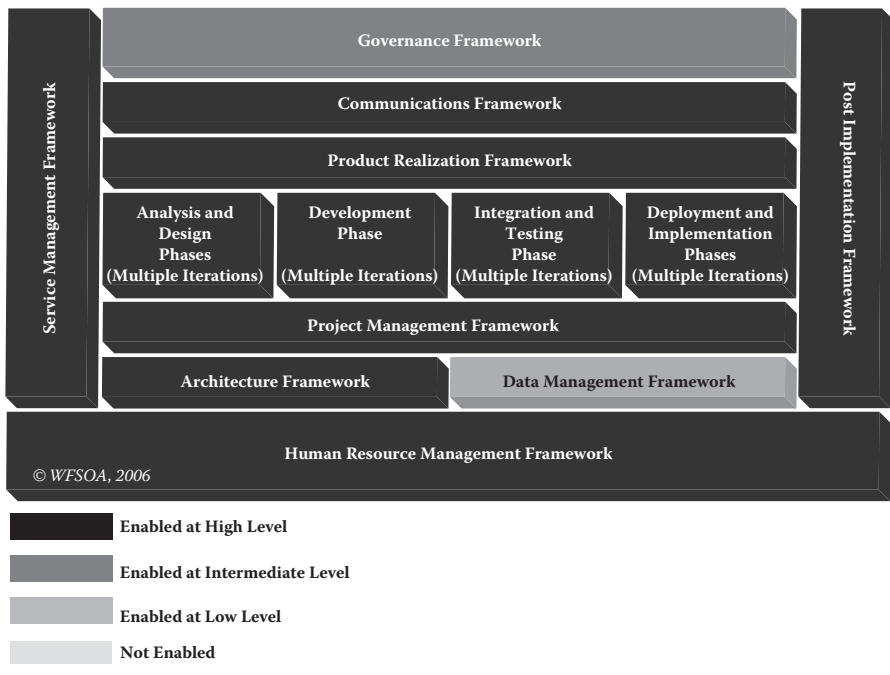 Service Management Framework
Governance Framework
Communications Framework
Product Realization Framework
Analysis and
Design
Phases
(Multiple Iterations)
Development
Phase
(Multiple Iterations)
Integration and
Testing
Phase
(Multiple Iterations)
Deployment and
Implementation
Phases
(Multiple Iterations)
Project Management Framework
Architecture Framework
Data Management Framework
Post Implementation Framework
Human Resource Management Framework
© WFSOA, 2006
Enabled at High Level
Enabled at Intermediate Level
Enabled at Low Level
Not Enabled